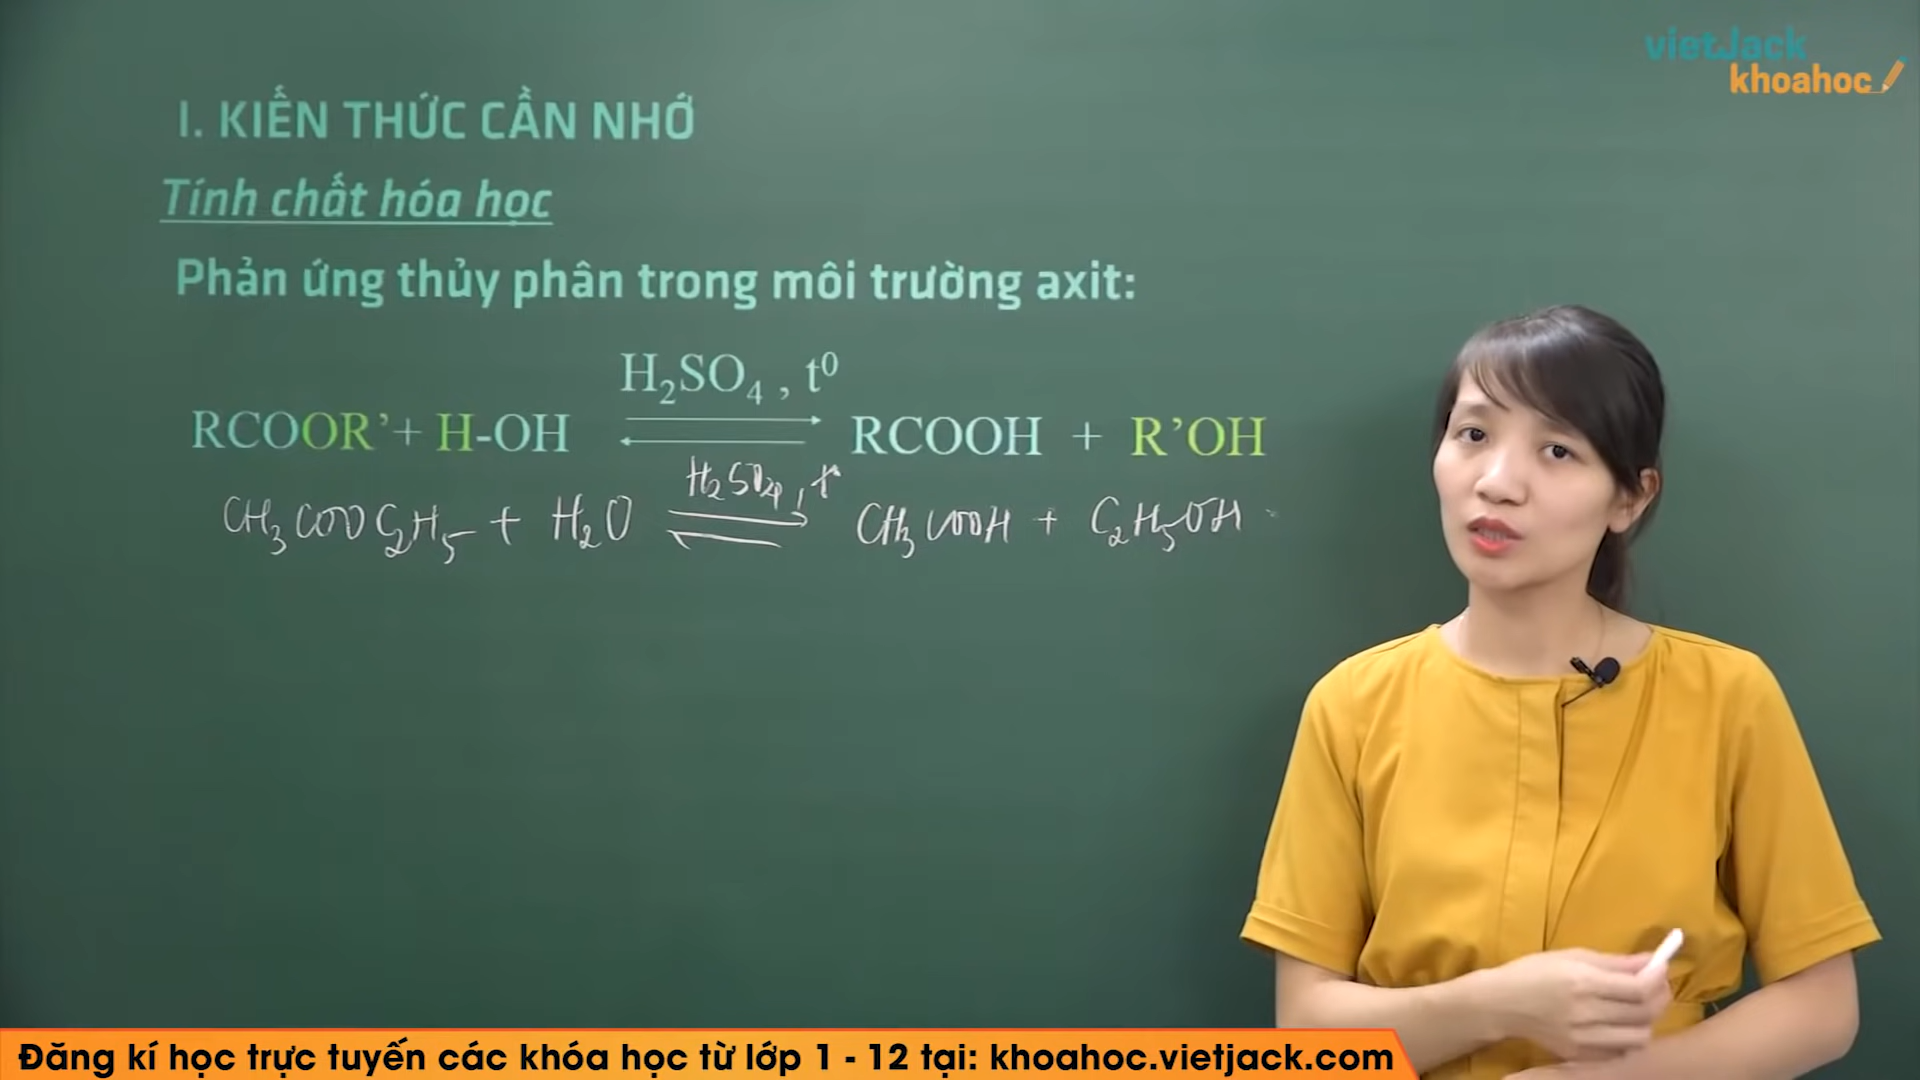 vietJack
khoahoc
I. KIẾN THỨC CẦN NHỚ
Tính chất hóa học
Phản ứng thủy phân trong môi trường axit:
H₂SO₄ , t⁰
RCOOR’+ H-OH ⇌ RCOOH + R’OH
H₂SO₄, t°
CH₃COOC₂H₅ + H₂O ⇌ CH₃COOH + C₂H₅OH
Đăng kí học trực tuyến các khóa học từ lớp 1 - 12 tại: khoahoc.vietjack.com